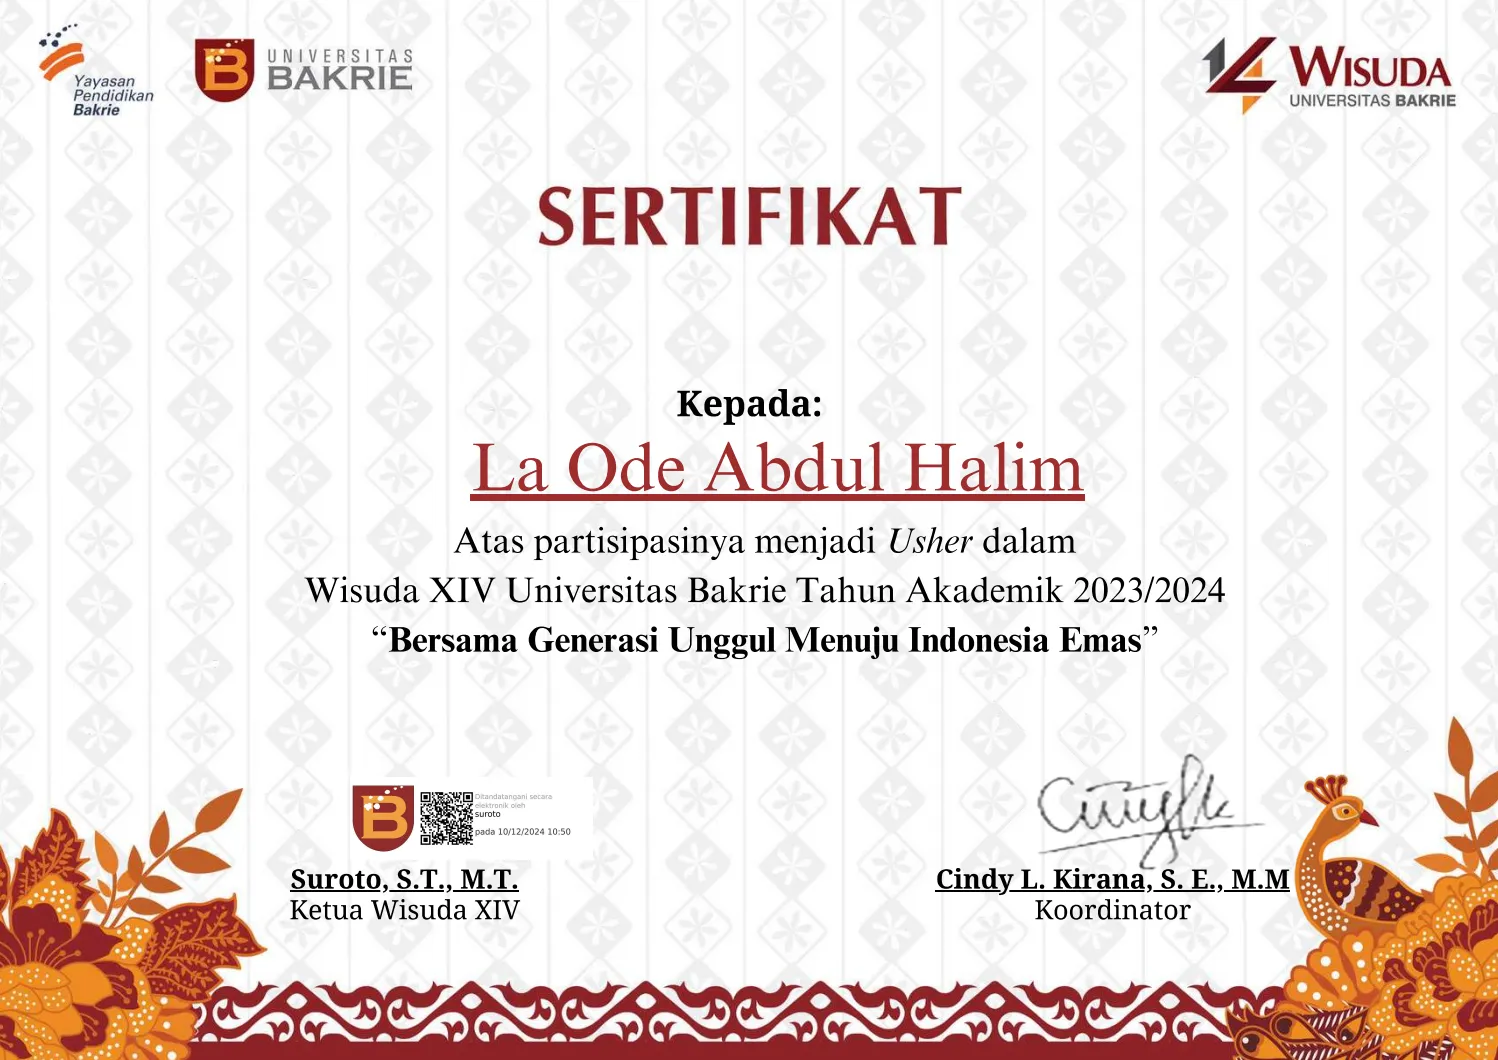 Yayasan
Pendidikan
Bakrie
UNIVERSITAS
BAKRIE
14 WISUDA
UNIVERSITAS BAKRIE
SERTIFIKAT
Kepada:
La Ode Abdul Halim
Atas partisipasinya menjadi Usher dalam
Wisuda XIV Universitas Bakrie Tahun Akademik 2023/2024
“Bersama Generasi Unggul Menuju Indonesia Emas”
Ditandatangani secara
elektronik oleh
suroto
pada 10/12/2024 10:50
Suroto, S.T., M.T.
Ketua Wisuda XIV
Cindy L. Kirana, S. E., M.M
Koordinator